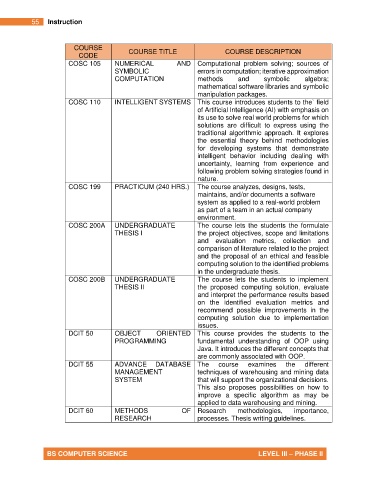 55 Instruction
COURSE CODE COURSE TITLE COURSE DESCRIPTION
COSC 105 NUMERICAL AND Computational problem solving; sources of
SYMBOLIC errors in computation; iterative approximation
COMPUTATION methods and symbolic algebra;
mathematical software libraries and symbolic
manipulation packages.
COSC 110 INTELLIGENT SYSTEMS This course introduces students to the field
of Artificial Intelligence (AI) with emphasis on
its use to solve real world problems for which
solutions are difficult to express using the
traditional algorithmic approach. It explores
the essential theory behind methodologies
for developing systems that demonstrate
intelligent behavior including dealing with
uncertainty, learning from experience and
following problem solving strategies found in
nature.
COSC 199 PRACTICUM (240 HRS.) The course analyzes, designs, tests,
maintains, and/or documents a software
system as applied to a real-world problem
as part of a team in an actual company
environment.
COSC 200A UNDERGRADUATE The course lets the students the formulate
THESIS I the project objectives, scope and limitations
and evaluation metrics, collection and
comparison of literature related to the project
and the proposal of an ethical and feasible
computing solution to the identified problems
in the undergraduate thesis.
COSC 200B UNDERGRADUATE The course lets the students to implement
THESIS II the proposed computing solution, evaluate
and interpret the performance results based
on the identified evaluation metrics and
recommend possible improvements in the
computing solution due to implementation
issues.
DCIT 50 OBJECT ORIENTED This course provides the students to the
PROGRAMMING fundamental understanding of OOP using
Java. It introduces the different concepts that
are commonly associated with OOP.
DCIT 55 ADVANCE DATABASE The course examines the different
MANAGEMENT techniques of warehousing and mining data
SYSTEM that will support the organizational decisions.
This also proposes possibilities on how to
improve a specific algorithm as may be
applied to data warehousing and mining.
DCIT 60 METHODS OF Research methodologies, importance,
RESEARCH processes. Thesis writing guidelines.
BS COMPUTER SCIENCE LEVEL III – PHASE II